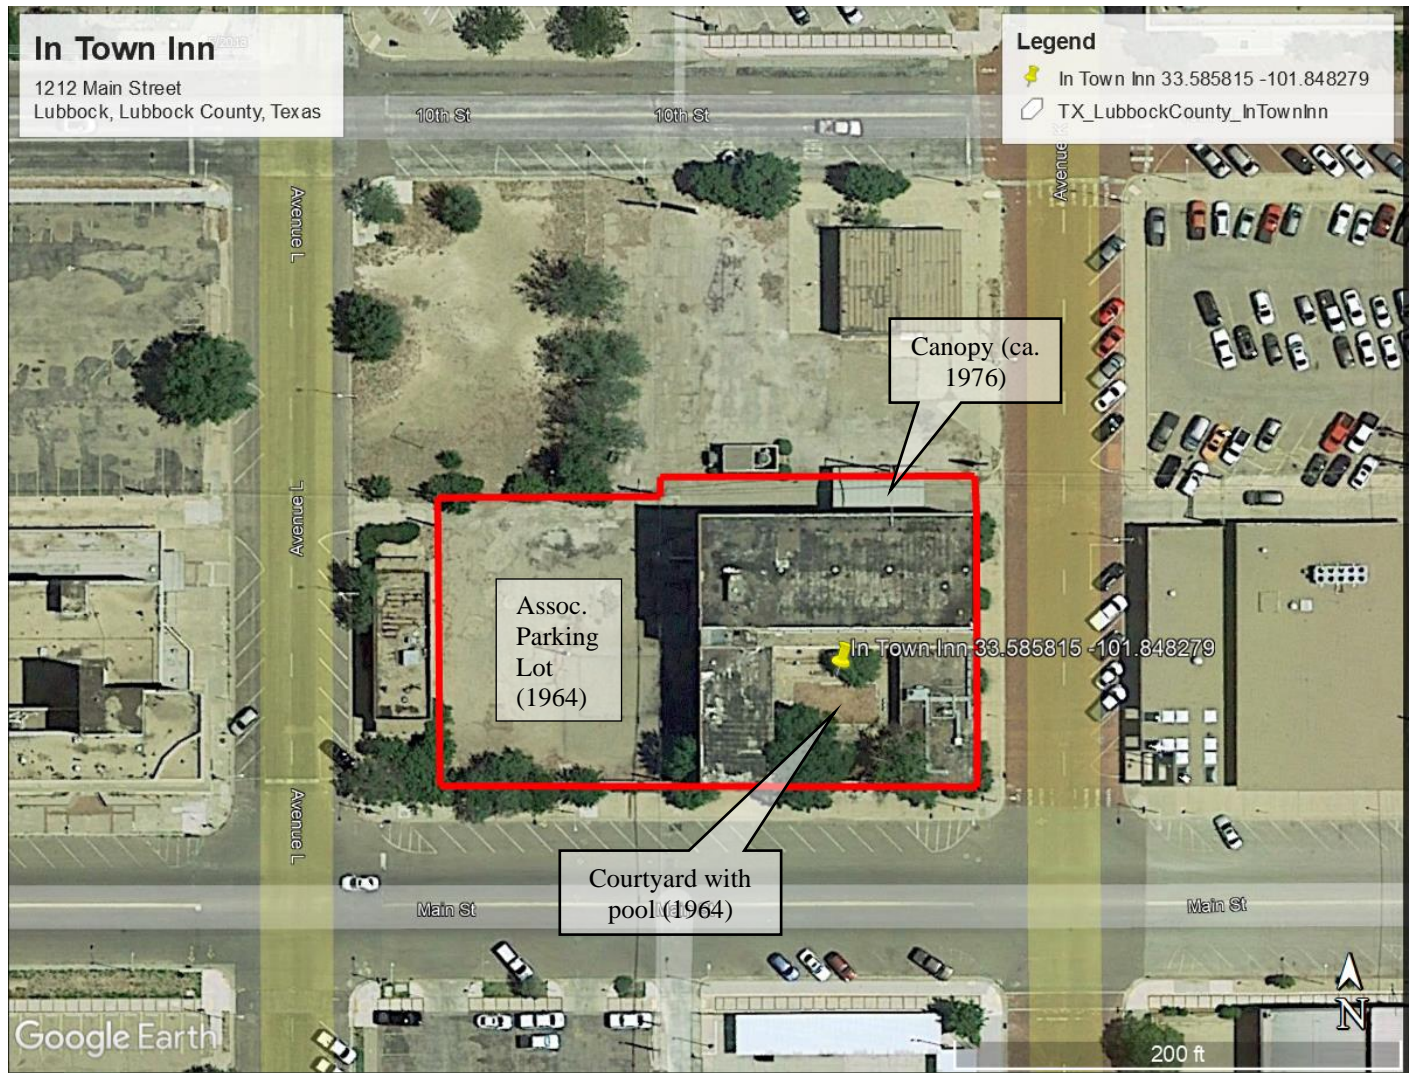 In Town Inn
1212 Main Street
Lubbock, Lubbock County, Texas
Legend
In Town Inn 33.585815 -101.848279
TX_LubbockCounty_InTownInn
10th St
10th St
Avenue K
Avenue L
Canopy (ca.
1976)
Avenue L
Assoc.
Parking
Lot
(1964)
In Town Inn 33.585815 -101.848279
Avenue L
Courtyard with
pool (1964)
Main St
Main St
N
Google Earth
200 ft